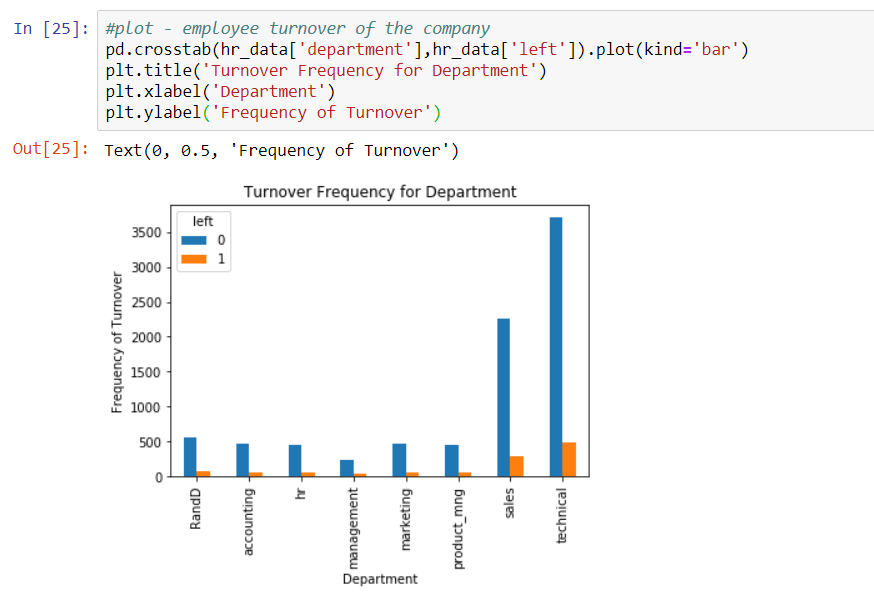 In [25]: #plot - employee turnover of the company
pd.crosstab(hr_data['department'],hr_data['left']).plot(kind='bar')
plt.title('Turnover Frequency for Department')
plt.xlabel('Department')
plt.ylabel('Frequency of Turnover')
Out[25]: Text(0, 0.5, 'Frequency of Turnover')
Turnover Frequency for Department
left
0
1
Frequency of Turnover
3500
3000
2500
2000
1500
1000
500
0
RandD
accounting
hr
management
marketing
product_mng
sales
technical
Department